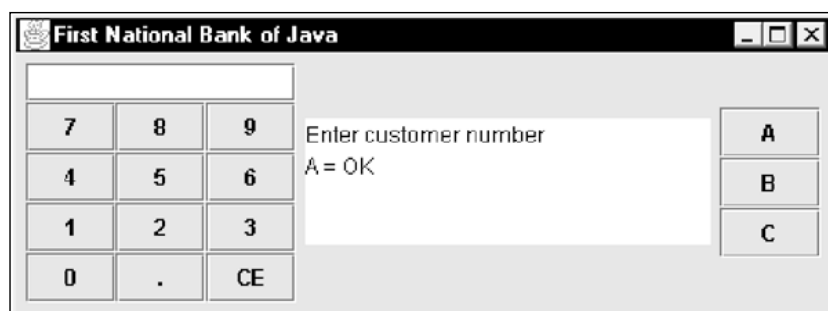 First National Bank of Java
7 8 9
Enter customer number
A
4 5 6
A = OK
B
1 2 3
C
0 . CE